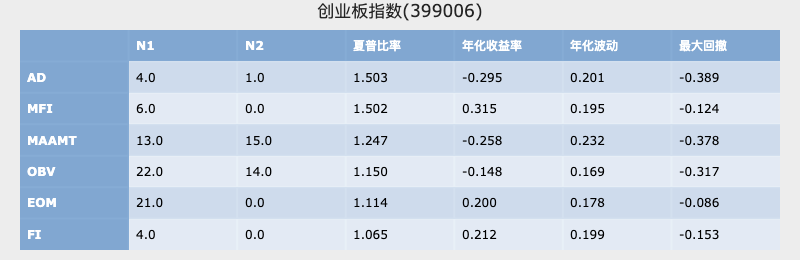 创业板指数(399006)
N1 N2 夏普比率 年化收益率 年化波动 最大回撤
AD 4.0 1.0 1.503 -0.295 0.201 -0.389
MFI 6.0 0.0 1.502 0.315 0.195 -0.124
MAAMT 13.0 15.0 1.247 -0.258 0.232 -0.378
OBV 22.0 14.0 1.150 -0.148 0.169 -0.317
EOM 21.0 0.0 1.114 0.200 0.178 -0.086
FI 4.0 0.0 1.065 0.212 0.199 -0.153